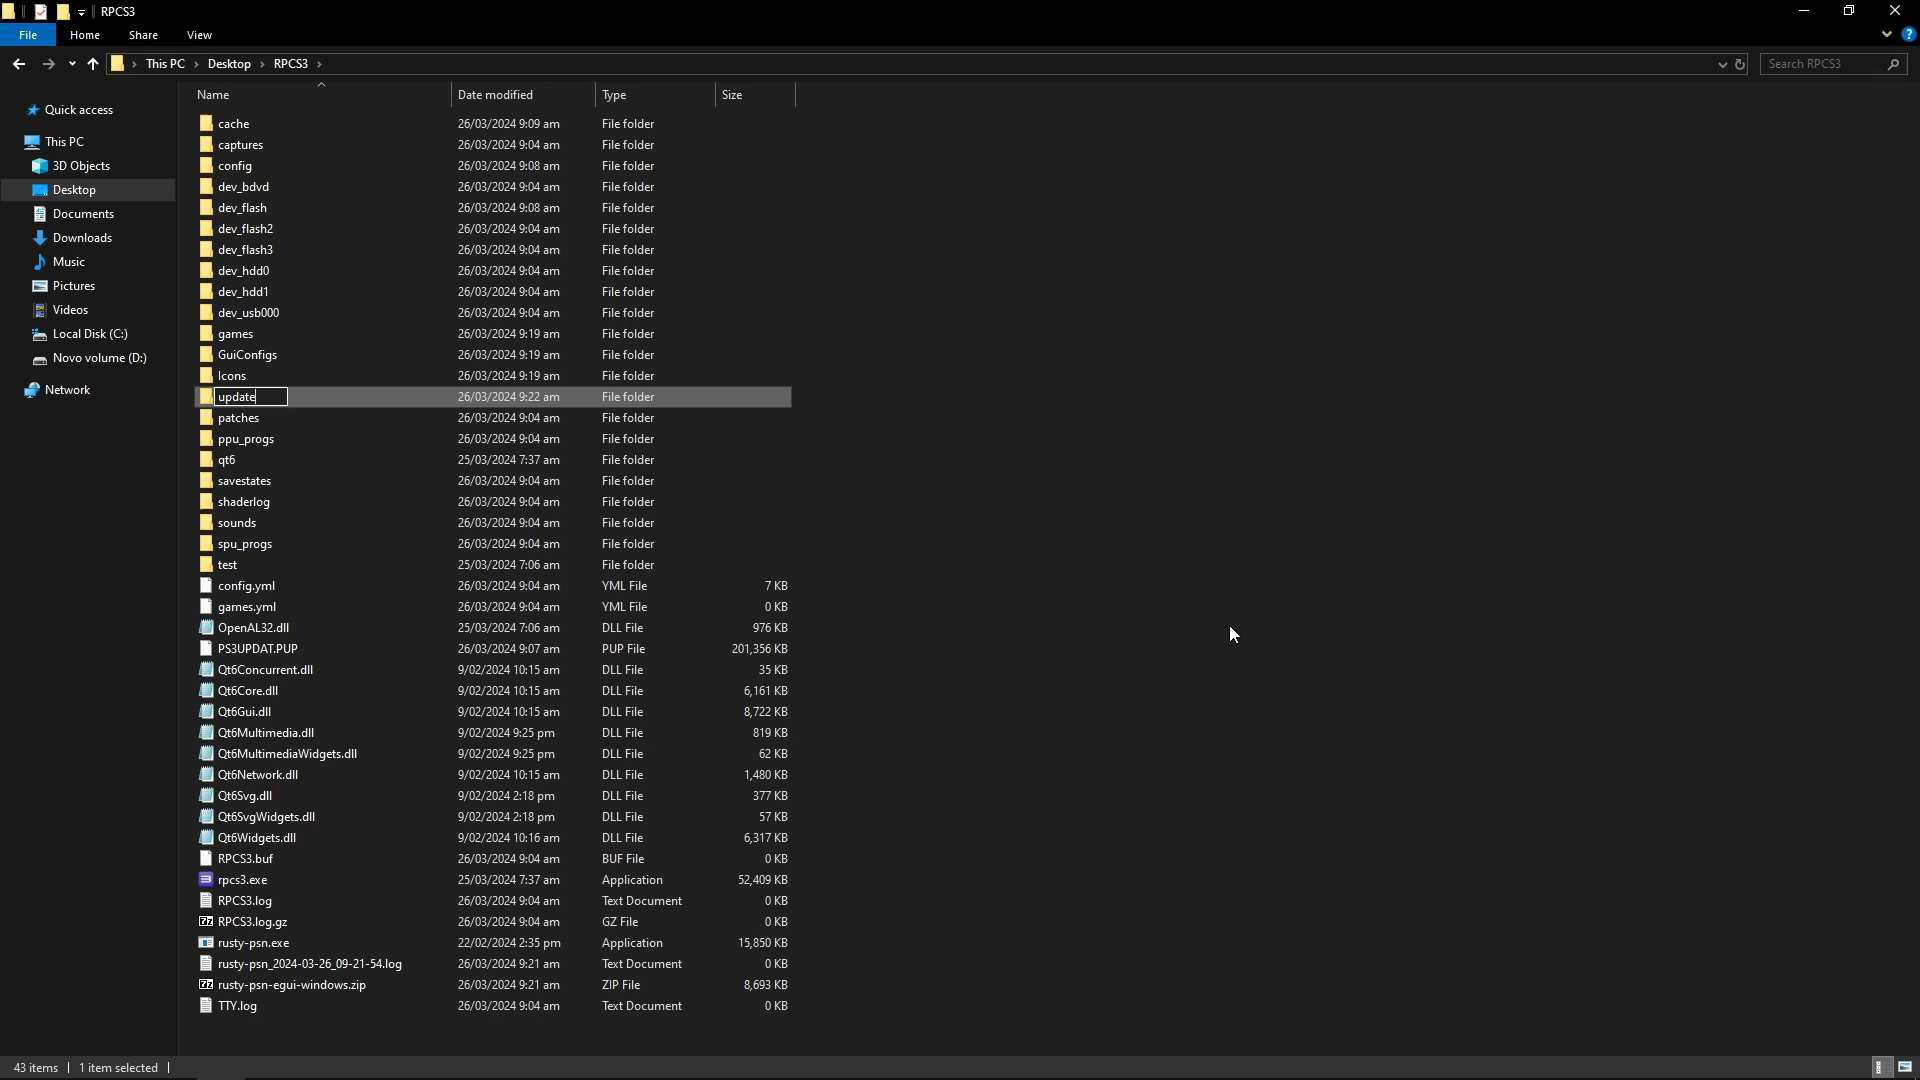 RPCS3
File Home Share View
This PC Desktop RPCS3 Search RPCS3
Name Date modified Type Size
Quick access
This PC
3D Objects
Desktop
Documents
Downloads
Music
Pictures
Videos
Local Disk (C:)
Novo volume (D:)
Network
cache 26/03/2024 9:09 am File folder
captures 26/03/2024 9:04 am File folder
config 26/03/2024 9:08 am File folder
dev_bdvd 26/03/2024 9:04 am File folder
dev_flash 26/03/2024 9:08 am File folder
dev_flash2 26/03/2024 9:04 am File folder
dev_flash3 26/03/2024 9:04 am File folder
dev_hdd0 26/03/2024 9:04 am File folder
dev_hdd1 26/03/2024 9:04 am File folder
dev_usb000 26/03/2024 9:04 am File folder
games 26/03/2024 9:19 am File folder
GuiConfigs 26/03/2024 9:19 am File folder
Icons 26/03/2024 9:19 am File folder
update 26/03/2024 9:22 am File folder
patches 26/03/2024 9:04 am File folder
ppu_progs 26/03/2024 9:04 am File folder
qt6 25/03/2024 7:37 am File folder
savestates 26/03/2024 9:04 am File folder
shaderlog 26/03/2024 9:04 am File folder
sounds 26/03/2024 9:04 am File folder
spu_progs 26/03/2024 9:04 am File folder
test 25/03/2024 7:06 am File folder
config.yml 26/03/2024 9:04 am YML File 7 KB
games.yml 26/03/2024 9:04 am YML File 0 KB
OpenAL32.dll 25/03/2024 7:06 am DLL File 976 KB
PS3UPDAT.PUP 26/03/2024 9:07 am PUP File 201,356 KB
Qt6Concurrent.dll 9/02/2024 10:15 am DLL File 35 KB
Qt6Core.dll 9/02/2024 10:15 am DLL File 6,161 KB
Qt6Gui.dll 9/02/2024 10:15 am DLL File 8,722 KB
Qt6Multimedia.dll 9/02/2024 9:25 pm DLL File 819 KB
Qt6MultimediaWidgets.dll 9/02/2024 9:25 pm DLL File 62 KB
Qt6Network.dll 9/02/2024 10:15 am DLL File 1,480 KB
Qt6Svg.dll 9/02/2024 2:18 pm DLL File 377 KB
Qt6SvgWidgets.dll 9/02/2024 2:18 pm DLL File 57 KB
Qt6Widgets.dll 9/02/2024 10:16 am DLL File 6,317 KB
RPCS3.buf 26/03/2024 9:04 am BUF File 0 KB
rpcs3.exe 25/03/2024 7:37 am Application 52,409 KB
RPCS3.log 26/03/2024 9:04 am Text Document 0 KB
RPCS3.log.gz 26/03/2024 9:04 am GZ File 0 KB
rusty-psn.exe 22/02/2024 2:35 pm Application 15,850 KB
rusty-psn_2024-03-26_09-21-54.log 26/03/2024 9:21 am Text Document 0 KB
rusty-psn-egui-windows.zip 26/03/2024 9:21 am ZIP File 8,693 KB
TTY.log 26/03/2024 9:04 am Text Document 0 KB
43 items 1 item selected